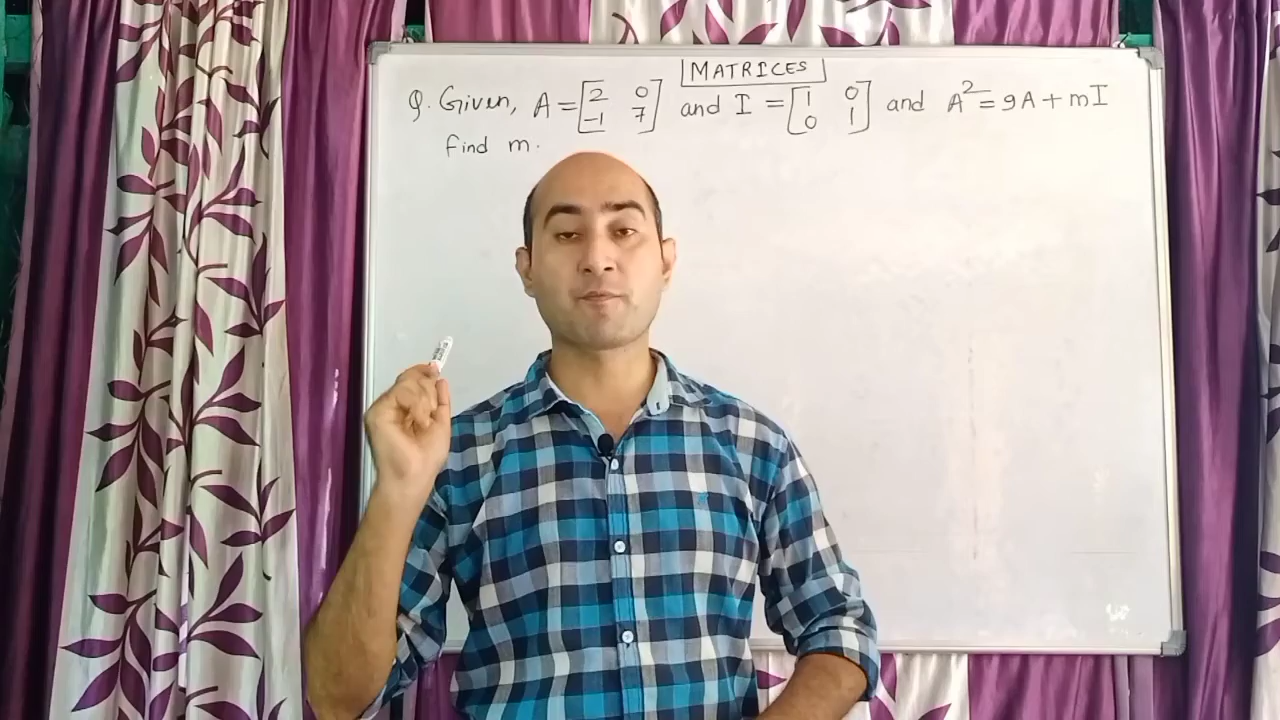 MATRICES
Q. Given, A = [2 0 -1 7] and I = [1 0 0 1] and A² = 9A + mI
find m.